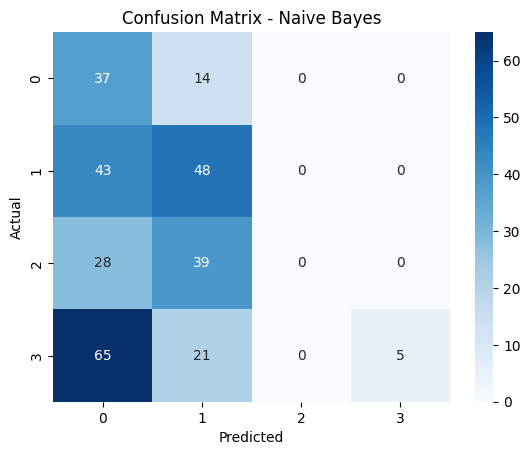 Confusion Matrix - Naive Bayes
Actual
0 37 14 0 0
1 43 48 0 0
2 28 39 0 0
3 65 21 0 5
0 1 2 3
Predicted
60
50
40
30
20
10
0